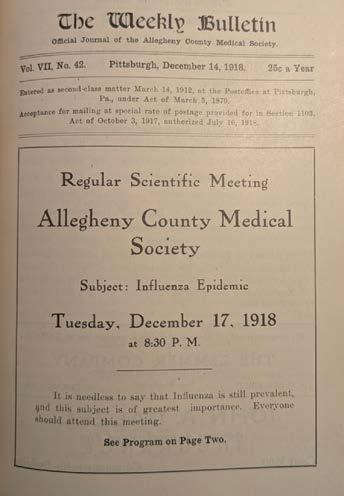 The Weekly Bulletin
Official Journal of the Allegheny County Medical Society.
Vol. VII, No. 42. Pittsburgh, December 14, 1918. 25c a Year
Entered as second-class matter March 14, 1912, at the Postoffice at Pittsburgh,
Pa., under Act of March 3, 1879.
Acceptance for mailing at special rate of postage provided for in Section 1103,
Act of October 3, 1917, authorized July 16, 1918.
Regular Scientific Meeting
Allegheny County Medical
Society
Subject: Influenza Epidemic
Tuesday, December 17, 1918
at 8:30 P. M.
It is needless to say that Influenza is still prevalent,
and this subject is of greatest importance. Everyone
should attend this meeting.
See Program on Page Two.